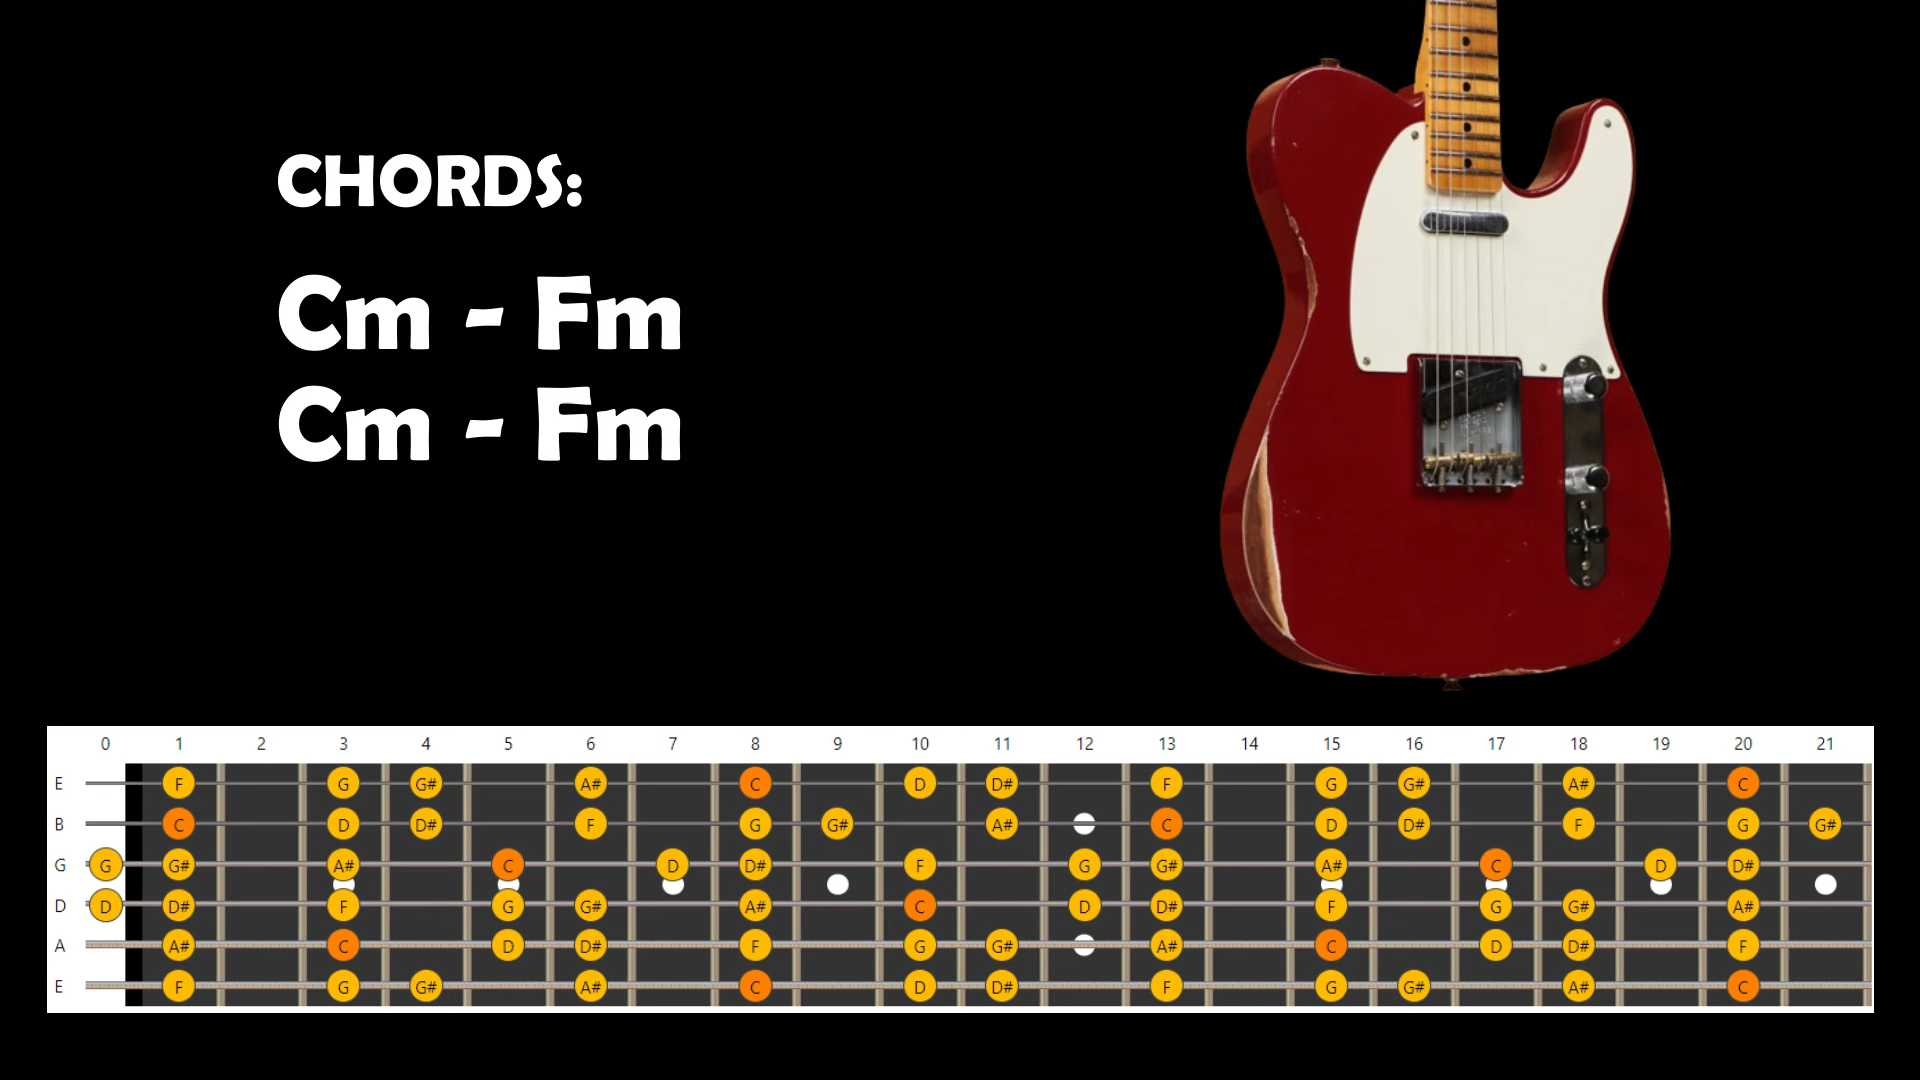 CHORDS:
Cm - Fm
Cm - Fm
0 1 2 3 4 5 6 7 8 9 10 11 12 13 14 15 16 17 18 19 20 21
E F G G# A# C D D# F G G# A# C
B C D D# F G G# A# C D D# F G G#
G G G# A# C D D# F G G# A# C D D#
D D D# F G G# A# C D D# F G G# A#
A A# C D D# F G G# A# C D D# F
E F G G# A# C D D# F G G# A# C